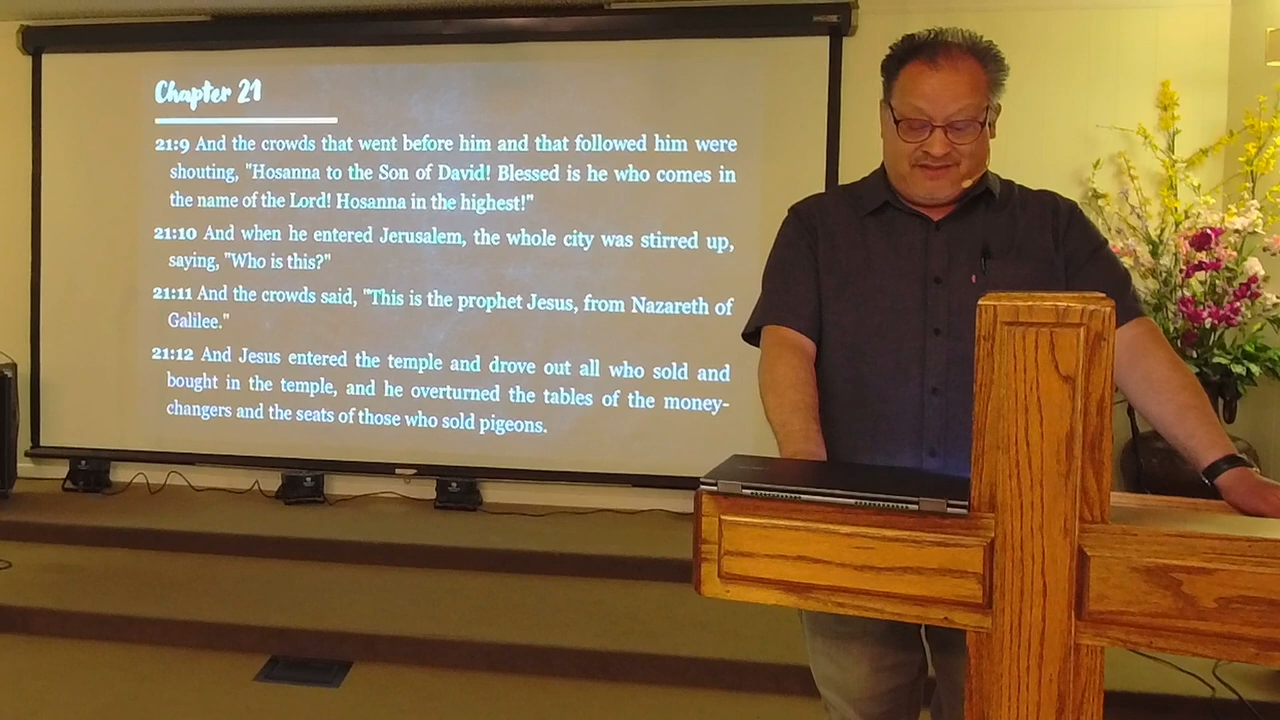 Chapter 21
21:9 And the crowds that went before him and that followed him were
shouting, "Hosanna to the Son of David! Blessed is he who comes in
the name of the Lord! Hosanna in the highest!"
21:10 And when he entered Jerusalem, the whole city was stirred up,
saying, "Who is this?"
21:11 And the crowds said, "This is the prophet Jesus, from Nazareth of
Galilee."
21:12 And Jesus entered the temple and drove out all who sold and
bought in the temple, and he overturned the tables of the money-
changers and the seats of those who sold pigeons.